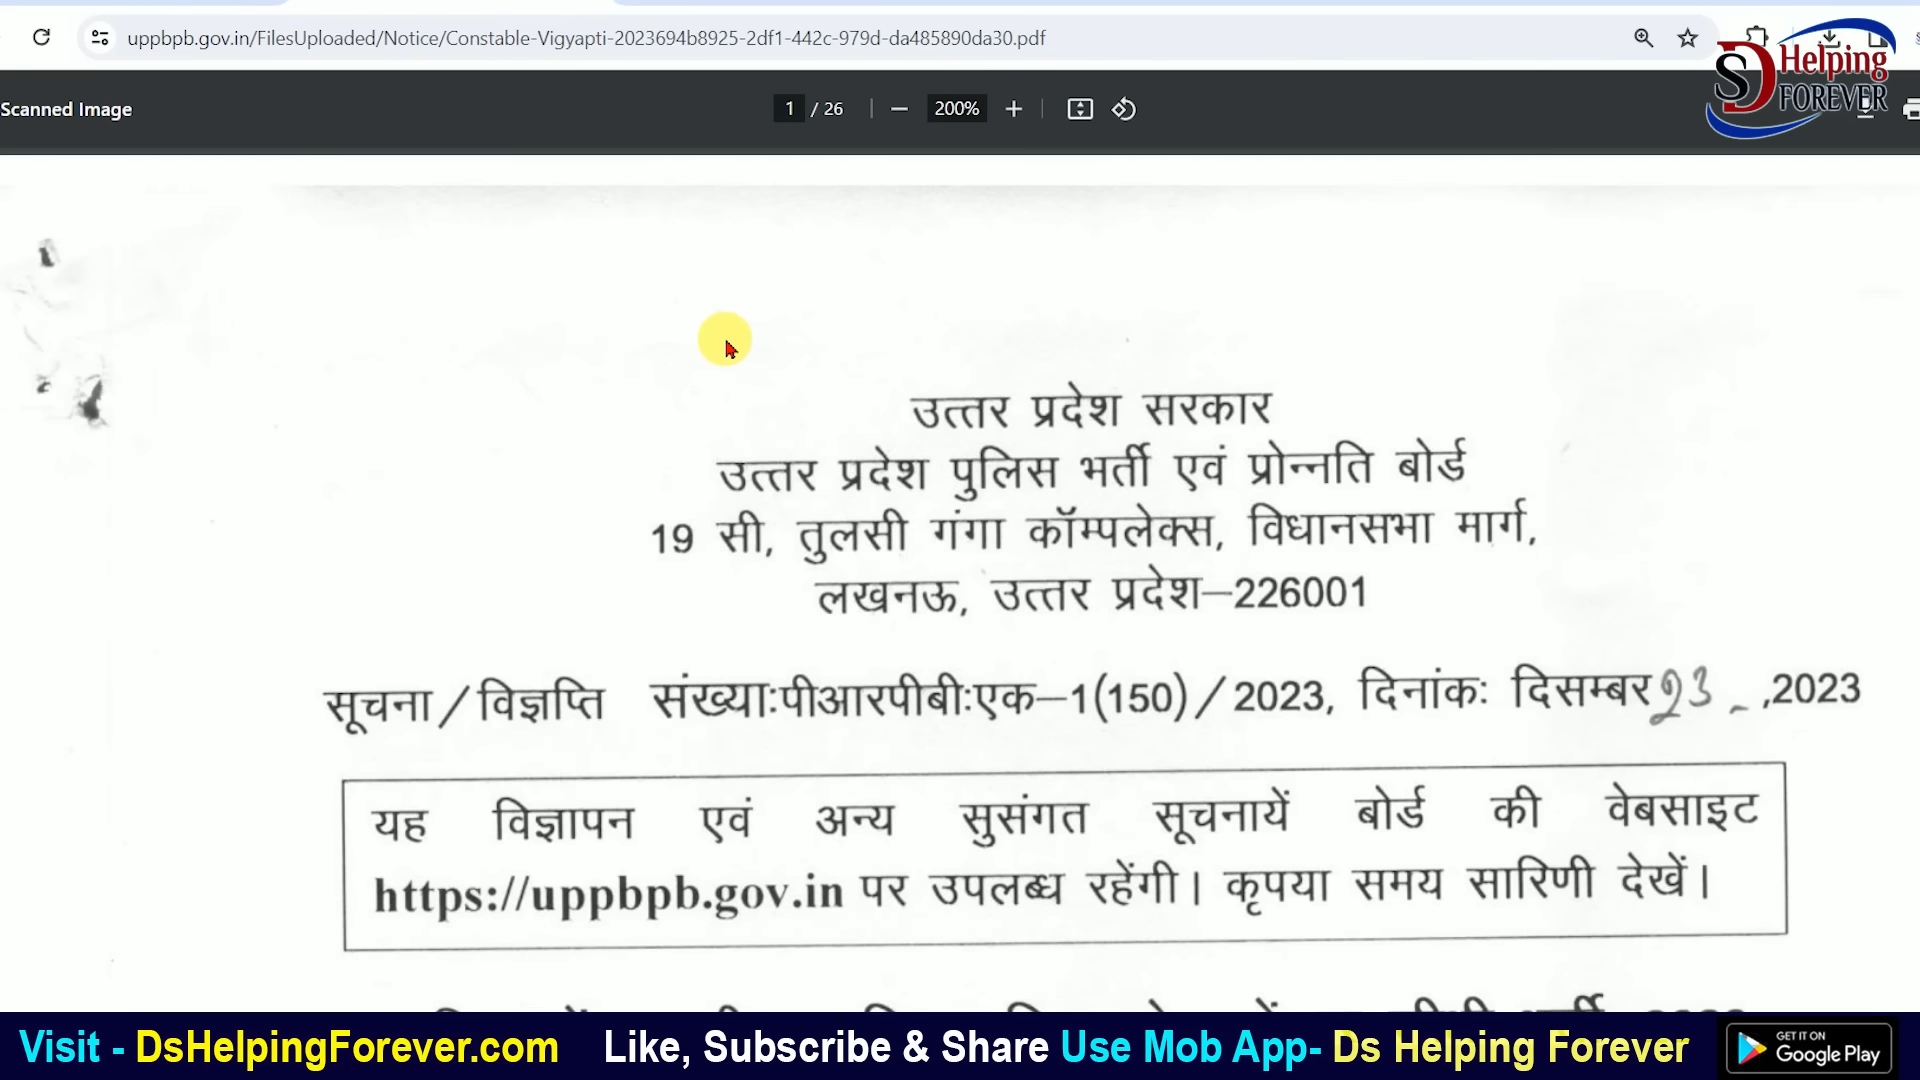 uppbpb.gov.in/FilesUploaded/Notice/Constable-Vigyapti-2023694b8925-2df1-442c-979d-da485890da30.pdf
SD Helping FOREVER
Scanned Image
1 / 26
200%
उत्तर प्रदेश सरकार
उत्तर प्रदेश पुलिस भर्ती एवं प्रोन्नति बोर्ड
19 सी, तुलसी गंगा कॉम्पलेक्स, विधानसभा मार्ग,
लखनऊ, उत्तर प्रदेश–226001
सूचना/विज्ञप्ति संख्याःपीआरपीबीःएक–1(150)/2023, दिनांकः दिसम्बर 23 ,2023
यह विज्ञापन एवं अन्य सुसंगत सूचनायें बोर्ड की वेबसाइट
https://uppbpb.gov.in पर उपलब्ध रहेंगी। कृपया समय सारिणी देखें।
Visit - DsHelpingForever.com Like, Subscribe & Share Use Mob App- Ds Helping Forever
GET IT ON
Google Play